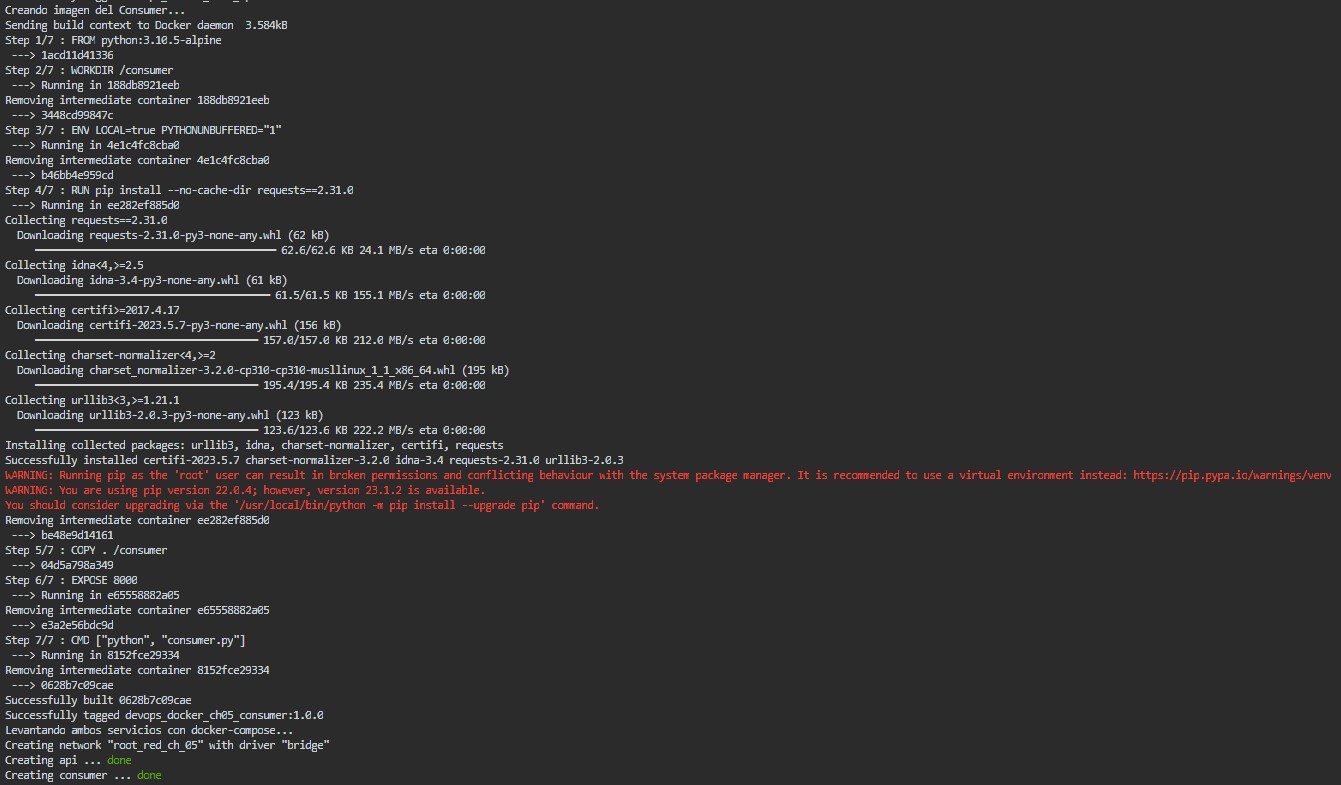 Creando imagen del Consumer...
Sending build context to Docker daemon  3.584kB
Step 1/7 : FROM python:3.10.5-alpine
 ---> 1acd11d41336
Step 2/7 : WORKDIR /consumer
 ---> Running in 188db8921eeb
Removing intermediate container 188db8921eeb
 ---> 3448cd99847c
Step 3/7 : ENV LOCAL=true PYTHONUNBUFFERED="1"
 ---> Running in 4e1c4fc8cba0
Removing intermediate container 4e1c4fc8cba0
 ---> b46bb4e959cd
Step 4/7 : RUN pip install --no-cache-dir requests==2.31.0
 ---> Running in ee282ef885d0
Collecting requests==2.31.0
  Downloading requests-2.31.0-py3-none-any.whl (62 kB)
62.6/62.6 KB 24.1 MB/s eta 0:00:00
Collecting idna<4,>=2.5
  Downloading idna-3.4-py3-none-any.whl (61 kB)
61.5/61.5 KB 155.1 MB/s eta 0:00:00
Collecting certifi>=2017.4.17
  Downloading certifi-2023.5.7-py3-none-any.whl (156 kB)
157.0/157.0 KB 212.0 MB/s eta 0:00:00
Collecting charset-normalizer<4,>=2
  Downloading charset_normalizer-3.2.0-cp310-cp310-musllinux_1_1_x86_64.whl (195 kB)
195.4/195.4 KB 235.4 MB/s eta 0:00:00
Collecting urllib3<3,>=1.21.1
  Downloading urllib3-2.0.3-py3-none-any.whl (123 kB)
123.6/123.6 KB 222.2 MB/s eta 0:00:00
Installing collected packages: urllib3, idna, charset-normalizer, certifi, requests
Successfully installed certifi-2023.5.7 charset-normalizer-3.2.0 idna-3.4 requests-2.31.0 urllib3-2.0.3
WARNING: Running pip as the 'root' user can result in broken permissions and conflicting behaviour with the system package manager. It is recommended to use a virtual environment instead: https://pip.pypa.io/warnings/venv
WARNING: You are using pip version 22.0.4; however, version 23.1.2 is available.
You should consider upgrading via the '/usr/local/bin/python -m pip install --upgrade pip' command.
Removing intermediate container ee282ef885d0
 ---> be48e9d14161
Step 5/7 : COPY . /consumer
 ---> 04d5a798a349
Step 6/7 : EXPOSE 8000
 ---> Running in e65558882a05
Removing intermediate container e65558882a05
 ---> e3a2e56bdc9d
Step 7/7 : CMD ["python", "consumer.py"]
 ---> Running in 8152fce29334
Removing intermediate container 8152fce29334
 ---> 0628b7c09cae
Successfully built 0628b7c09cae
Successfully tagged devops_docker_ch05_consumer:1.0.0
Levantando ambos servicios con docker-compose...
Creating network "root_red_ch_05" with driver "bridge"
Creating api ... done
Creating consumer ... done